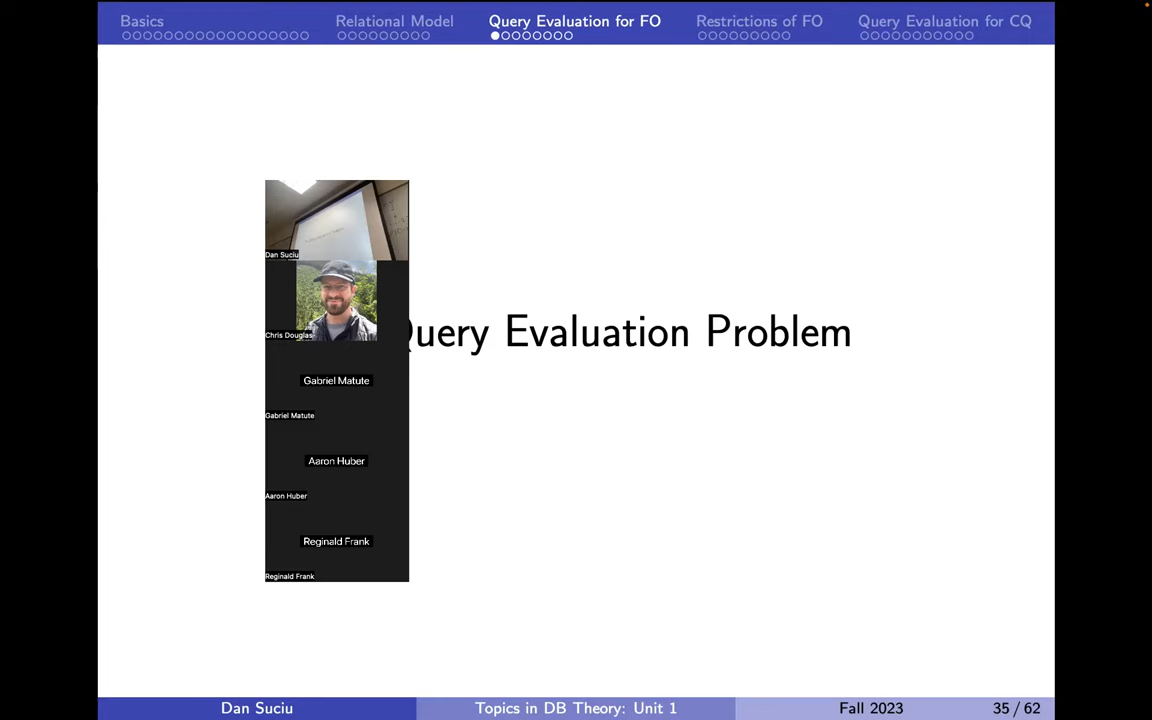 Basics Relational Model Query Evaluation for FO Restrictions of FO Query Evaluation for CQ
Dan Suciu
Chris Douglas
Query Evaluation Problem
Gabriel Matute
Gabriel Matute
Aaron Huber
Aaron Huber
Reginald Frank
Reginald Frank
Dan Suciu Topics in DB Theory: Unit 1 Fall 2023 35 / 62